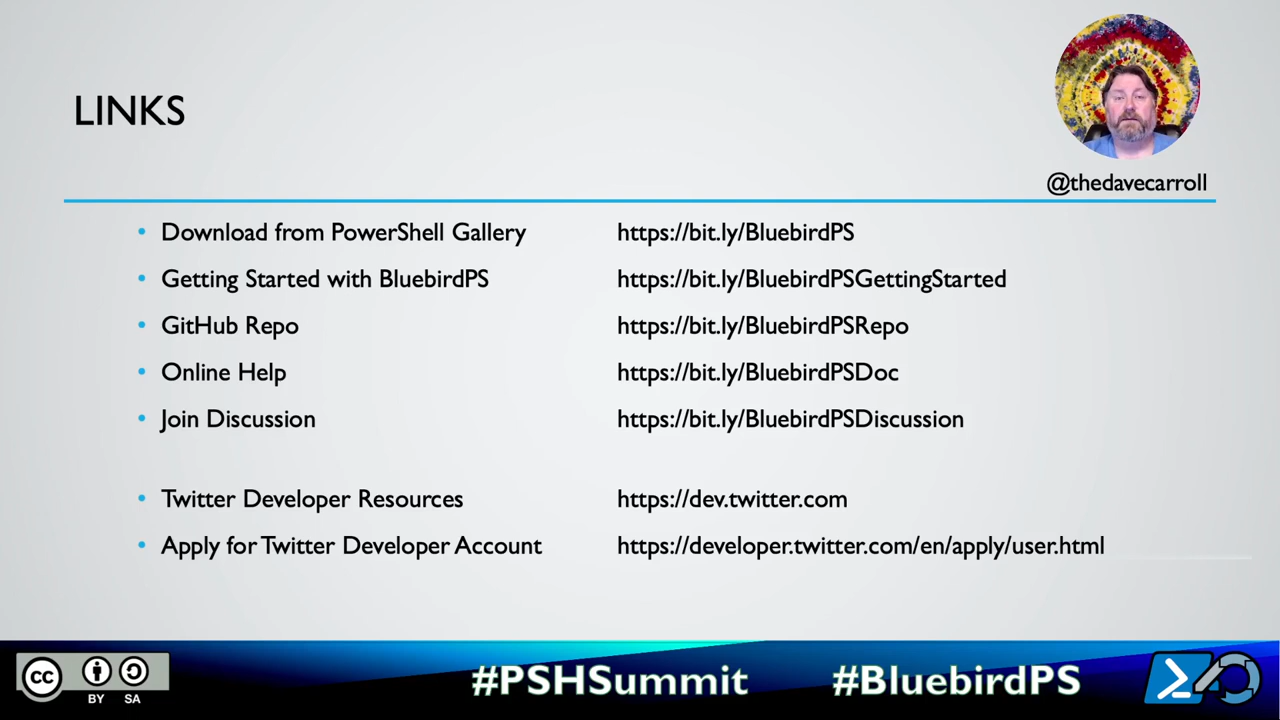 LINKS
@thedavecarroll
• Download from PowerShell Gallery https://bit.ly/BluebirdPS
• Getting Started with BluebirdPS https://bit.ly/BluebirdPSGettingStarted
• GitHub Repo https://bit.ly/BluebirdPSRepo
• Online Help https://bit.ly/BluebirdPSDoc
• Join Discussion https://bit.ly/BluebirdPSDiscussion
• Twitter Developer Resources https://dev.twitter.com
• Apply for Twitter Developer Account https://developer.twitter.com/en/apply/user.html
cc BY SA
#PSHSummit #BluebirdPS